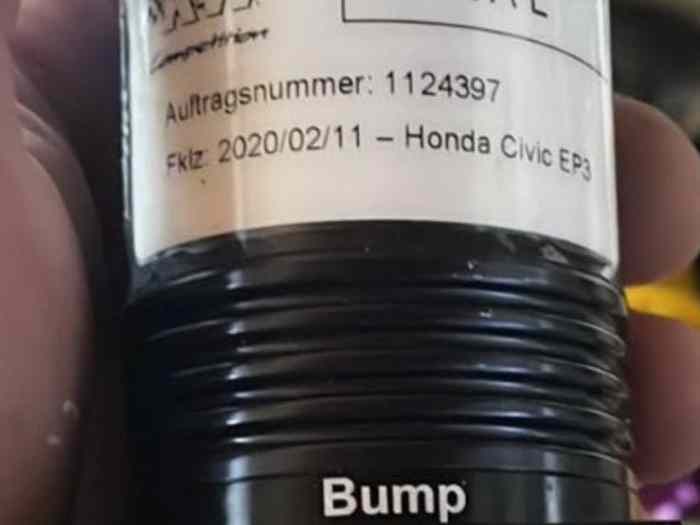 Competition
Auftragsnummer: 1124397
Fklz: 2020/02/11 – Honda Civic EP3
Bump